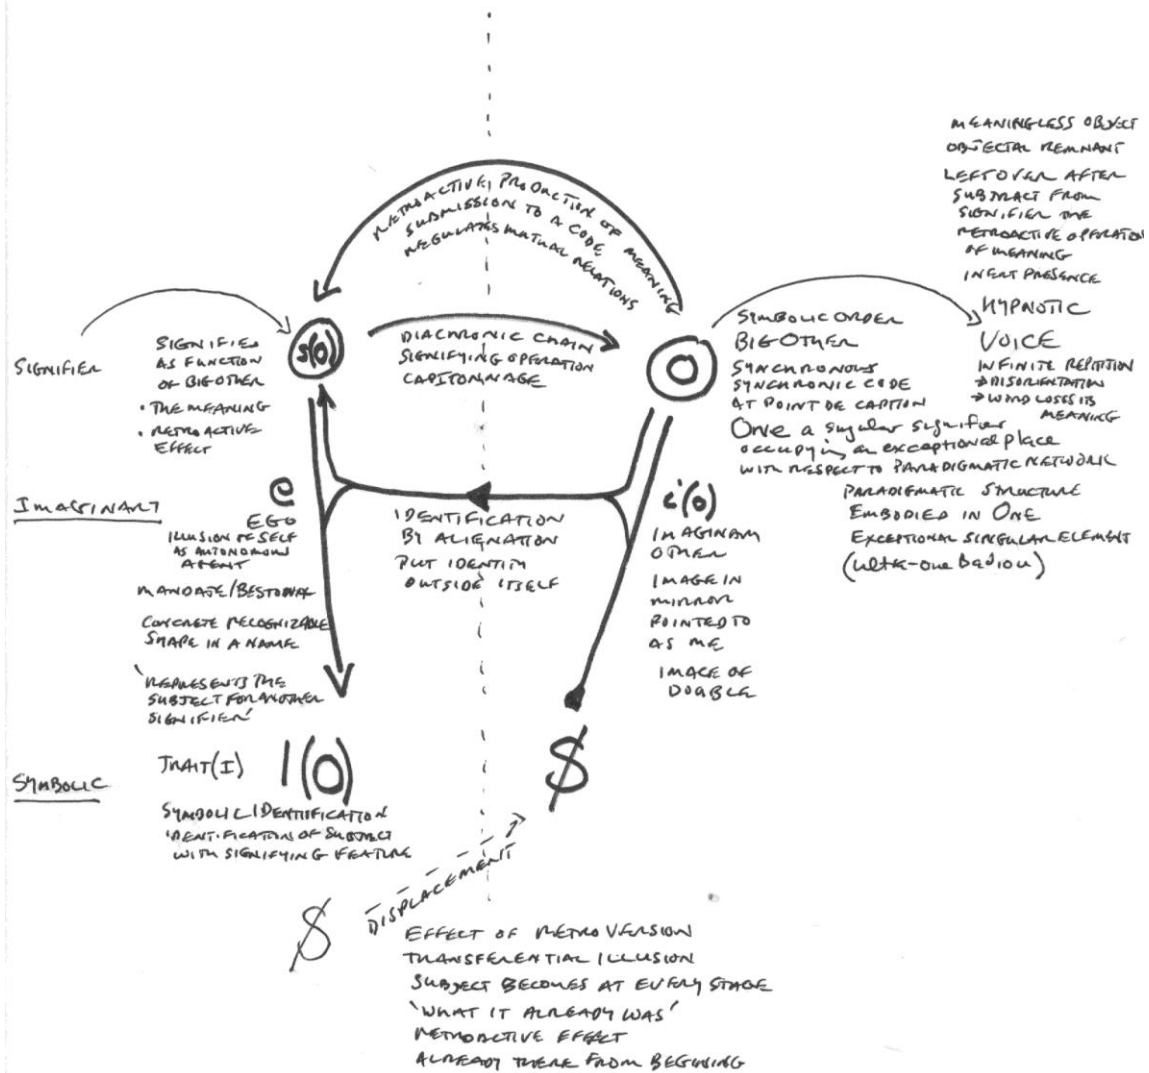 MEANINGLESS OBJECT
OBJECTAL REMNANT
LEFTOVER AFTER
SUBTRACT FROM
SIGNIFIER THE
RETROACTIVE OPERATION
OF MEANING
INERT PRESENCE
HYPNOTIC
VOICE
INFINITE REPITITION
→ DISORIENTATION
→ WORD LOSES ITS
MEANING
RETROACTIVE PRODUCTION OF MEANING
SUBMISSION TO A CODE
REGULATES MUTUAL RELATIONS
SIGNIFIER
SIGNIFIED
AS FUNCTION
OF BIG OTHER
• THE MEANING
• RETROACTIVE
EFFECT
S(O)
DIACHRONIC CHAIN
SIGNIFYING OPERATION
CAPITONNAGE
O
SYMBOLIC ORDER
BIG OTHER
SYNCHRONOUS
SYNCHRONIC CODE
AT POINT DE CAPTION
One a singular signifier
occupying an exceptional place
WITH RESPECT TO PARADIGMATIC NETWORK
PARADIGMATIC STRUCTURE
EMBODIED IN ONE
EXCEPTIONAL SINGULAR ELEMENT
(ultra-one badiou)
IMAGINARY
e
EGO
ILLUSION OF SELF
AS AUTONOMOUS
AGENT
MANDATE/BESTOWAL
CONCRETE RECOGNIZABLE
SHAPE IN A NAME
'REPRESENTS THE
SUBJECT FOR ANOTHER
SIGNIFIER'
IDENTIFICATION
BY ALIENATION
PUT IDENTITY
OUTSIDE ITSELF
i'(O)
IMAGINARY
OTHER
IMAGE IN
MIRROR
POINTED TO
AS ME
IMAGE OF
DOUBLE
SYMBOLIC
TRAIT (I)
I(O)
SYMBOLIC IDENTIFICATION
IDENTIFICATION OF SUBJECT
WITH SIGNIFYING FEATURE
$
$
DISPLACEMENT
EFFECT OF RETROVERSION
TRANSFERENTIAL ILLUSION
SUBJECT BECOMES AT EVERY STAGE
'WHAT IT ALREADY WAS'
RETROACTIVE EFFECT
ALREADY THERE FROM BEGINING